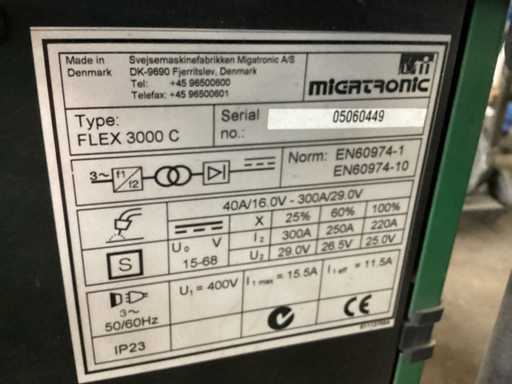 Made in
Denmark
Svejsemaskinefabrikken Migatronic A/S
DK-9690 Fjerritslev, Denmark
Tel: +45 96500600
Telefax: +45 96500601
MIGATRONIC
Type:
FLEX 3000 C
Serial
no.:
05060449
3~
f1
f2
Norm: EN60974-1
EN60974-10
40A/16.0V - 300A/29.0V
X 25% 60% 100%
U₀ V
15-68
I₂ 300A 250A 220A
U₂ 29.0V 26.5V 25.0V
S
3~
50/60Hz
U₁ = 400V
I₁ max = 15.5A
I₁ eff = 11.5A
IP23
CE